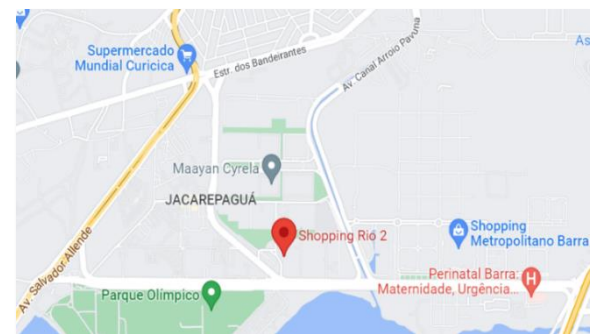 Supermercado
Mundial Curicica
Estr. dos Bandeirantes
Av. Canal Arroio Pavuna
As
Maayan Cyrela
JACAREPAGUÁ
Shopping Rio 2
Shopping
Metropolitano Barra
Av. Salvador Allende
Perinatal Barra:
Maternidade, Urgência...
H
Parque Olímpico